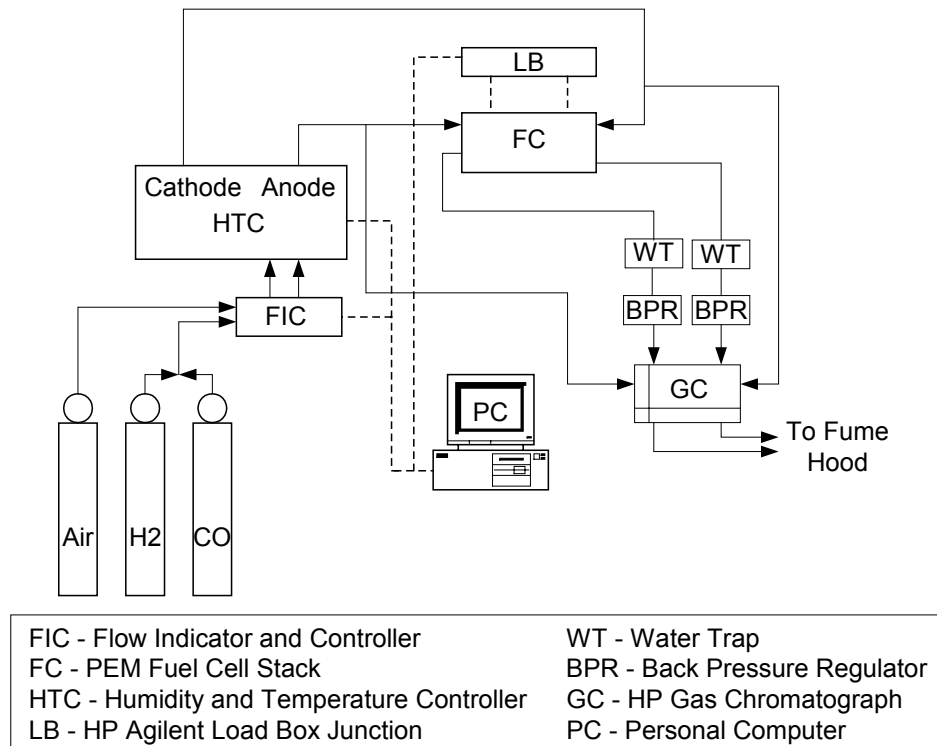 LB
FC
Cathode Anode
HTC
WT WT
FIC
BPR BPR
PC
GC
To Fume
Hood
Air H2 CO
FIC - Flow Indicator and Controller
FC - PEM Fuel Cell Stack
HTC - Humidity and Temperature Controller
LB - HP Agilent Load Box Junction
WT - Water Trap
BPR - Back Pressure Regulator
GC - HP Gas Chromatograph
PC - Personal Computer